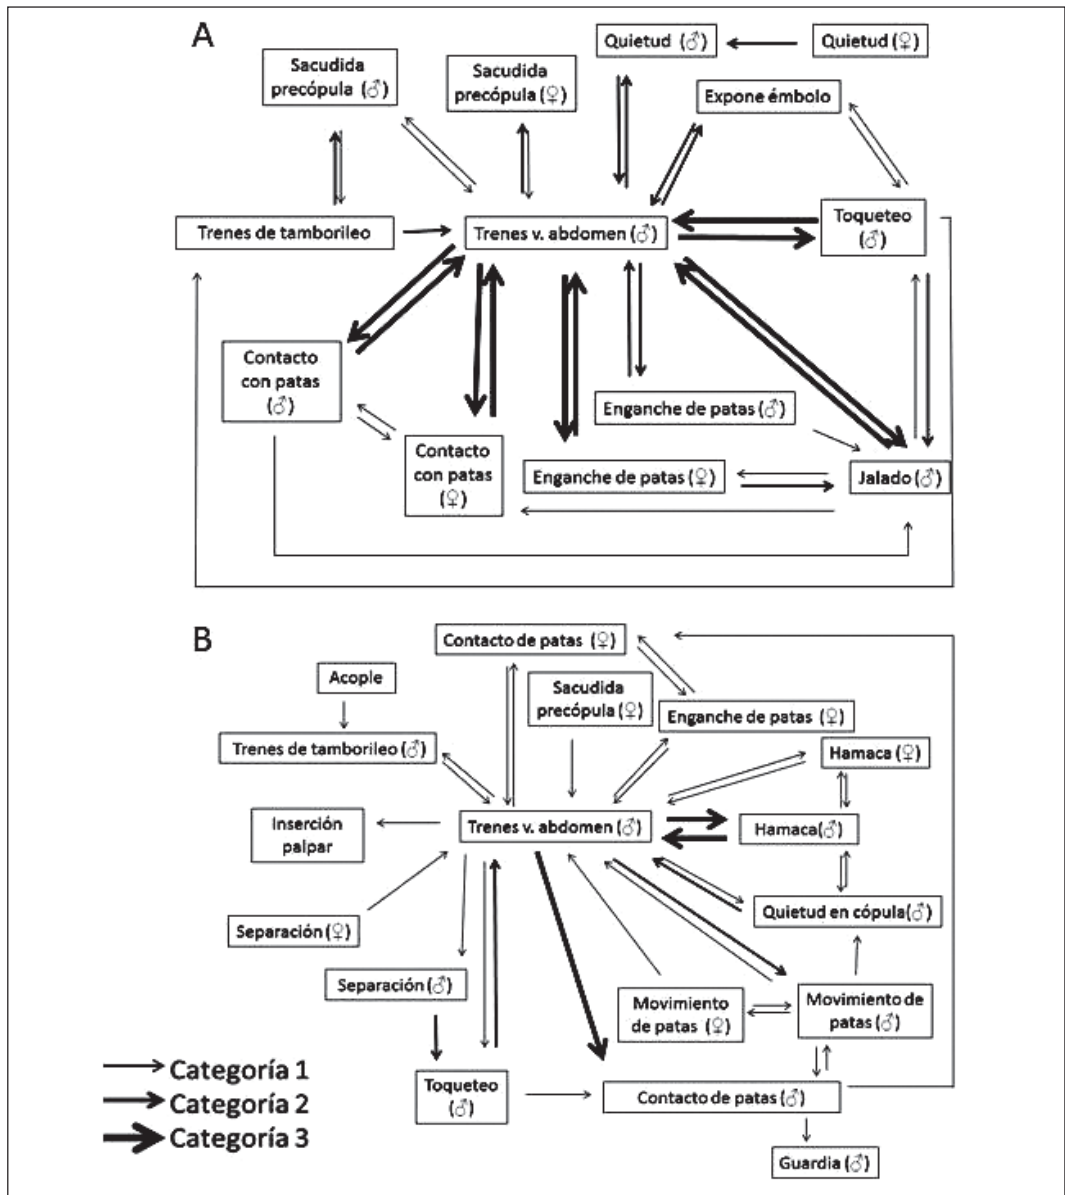 A
Quietud (♂)
Quietud (♀)
Sacudida
precópula (♂)
Sacudida
precópula (♀)
Expone émbolo
Trenes de tamborileo
Trenes v. abdomen (♂)
Toqueteo
(♂)
Contacto
con patas
(♂)
Enganche de patas (♂)
Contacto
con patas
(♀)
Enganche de patas (♀)
Jalado (♂)
B
Contacto de patas (♀)
Acople
Sacudida
precópula (♀)
Enganche de patas (♀)
Trenes de tamborileo (♂)
Hamaca (♀)
Inserción
palpar
Trenes v. abdomen (♂)
Hamaca(♂)
Separación (♀)
Quietud en cópula(♂)
Separación (♂)
Movimiento
de patas (♀)
Movimiento de
patas (♂)
Toqueteo
(♂)
Contacto de patas (♂)
Guardia (♂)
Categoría 1
Categoría 2
Categoría 3